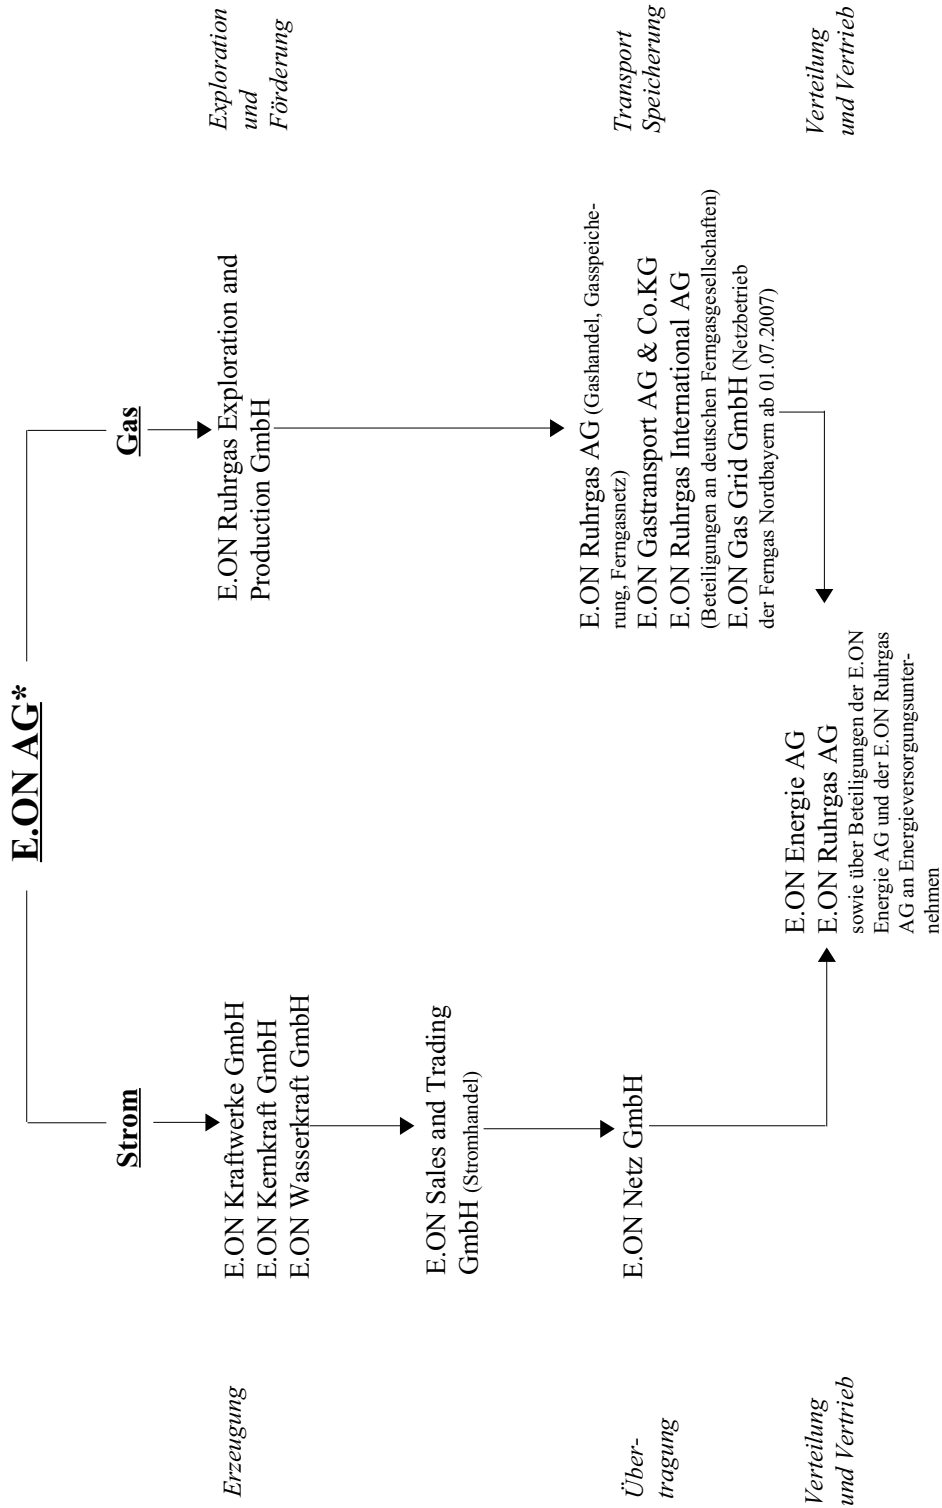 E.ON AG*
Strom
Gas
Erzeugung
E.ON Kraftwerke GmbH
E.ON Kernkraft GmbH
E.ON Wasserkraft GmbH
E.ON Ruhrgas Exploration and
Production GmbH
Exploration
und
Förderung
E.ON Sales and Trading
GmbH (Stromhandel)
Über-
tragung
E.ON Netz GmbH
E.ON Ruhrgas AG (Gashandel, Gasspeiche-
rung, Ferngasnetz)
E.ON Gastransport AG & Co.KG
E.ON Ruhrgas International AG
(Beteiligungen an deutschen Ferngasgesellschaften)
E.ON Gas Grid GmbH (Netzbetrieb
der Ferngas Nordbayern ab 01.07.2007)
Transport
Speicherung
Verteilung
und Vertrieb
E.ON Energie AG
E.ON Ruhrgas AG
sowie über Beteiligungen der E.ON
Energie AG und der E.ON Ruhrgas
AG an Energieversorgungsunter-
nehmen
Verteilung
und Vertrieb